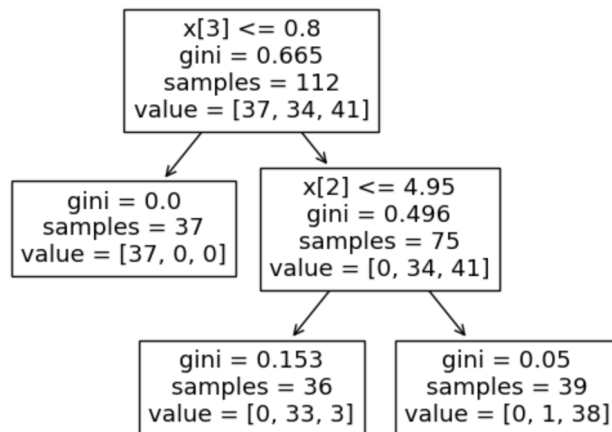 x[3] <= 0.8
gini = 0.665
samples = 112
value = [37, 34, 41]
gini = 0.0
samples = 37
value = [37, 0, 0]
x[2] <= 4.95
gini = 0.496
samples = 75
value = [0, 34, 41]
gini = 0.153
samples = 36
value = [0, 33, 3]
gini = 0.05
samples = 39
value = [0, 1, 38]